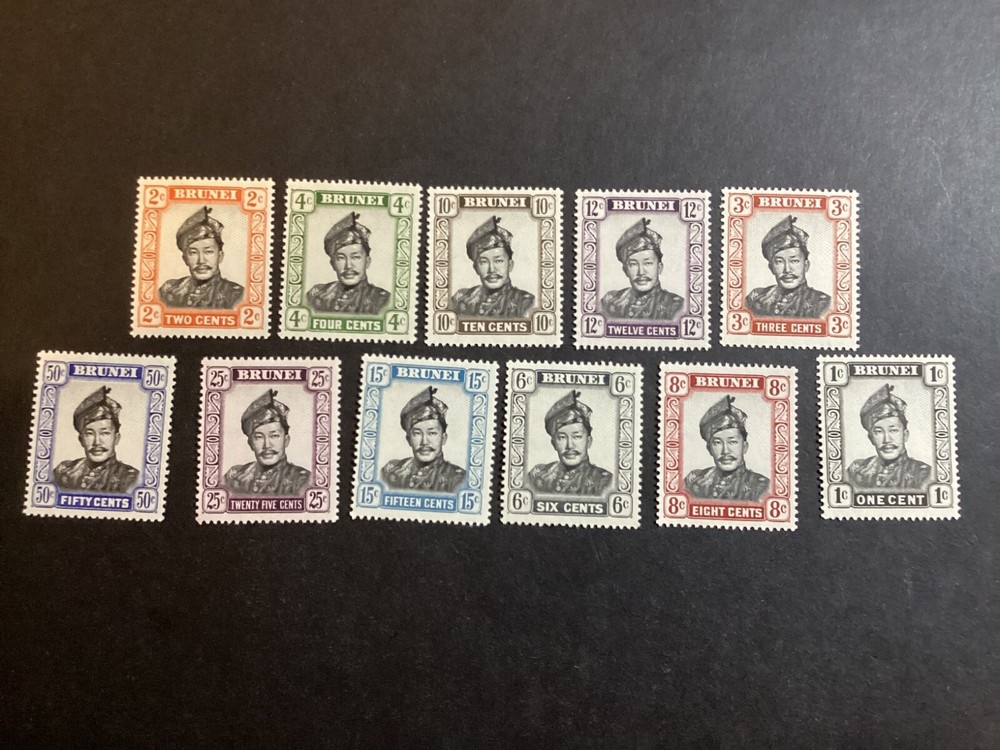 2c BRUNEI 2c
2c TWO CENTS 2c
4c BRUNEI 4c
4c FOUR CENTS 4c
10c BRUNEI 10c
10c TEN CENTS 10c
12c BRUNEI 12c
12c TWELVE CENTS 12c
3c BRUNEI 3c
3c THREE CENTS 3c
50c BRUNEI 50c
50c FIFTY CENTS 50c
25c BRUNEI 25c
25c TWENTY FIVE CENTS 25c
15c BRUNEI 15c
15c FIFTEEN CENTS 15c
6c BRUNEI 6c
6c SIX CENTS 6c
8c BRUNEI 8c
8c EIGHT CENTS 8c
1c BRUNEI 1c
1c ONE CENT 1c